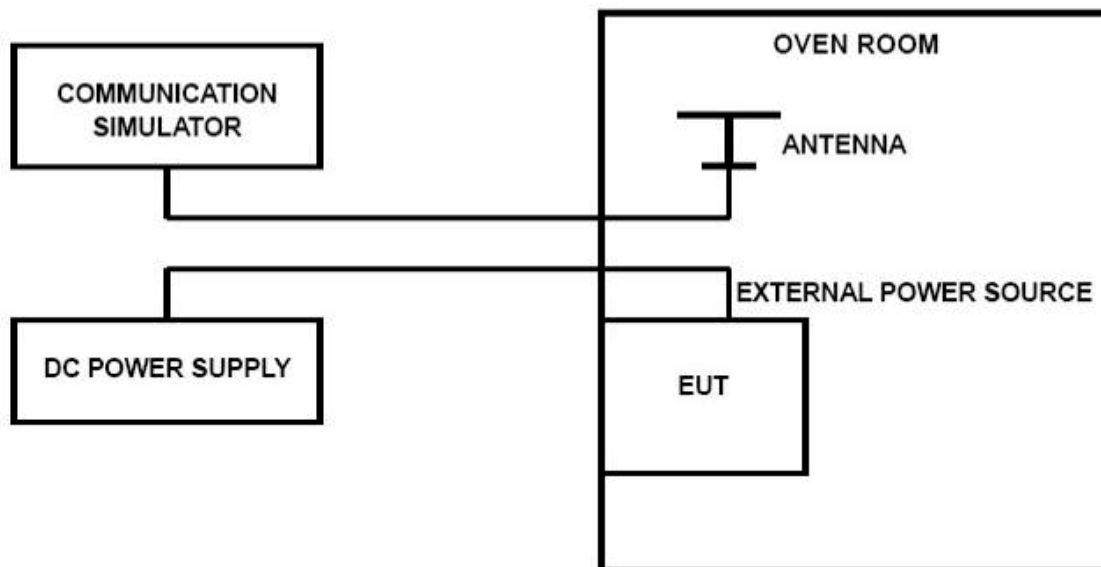 OVEN ROOM
COMMUNICATION
SIMULATOR
ANTENNA
EXTERNAL POWER SOURCE
DC POWER SUPPLY
EUT